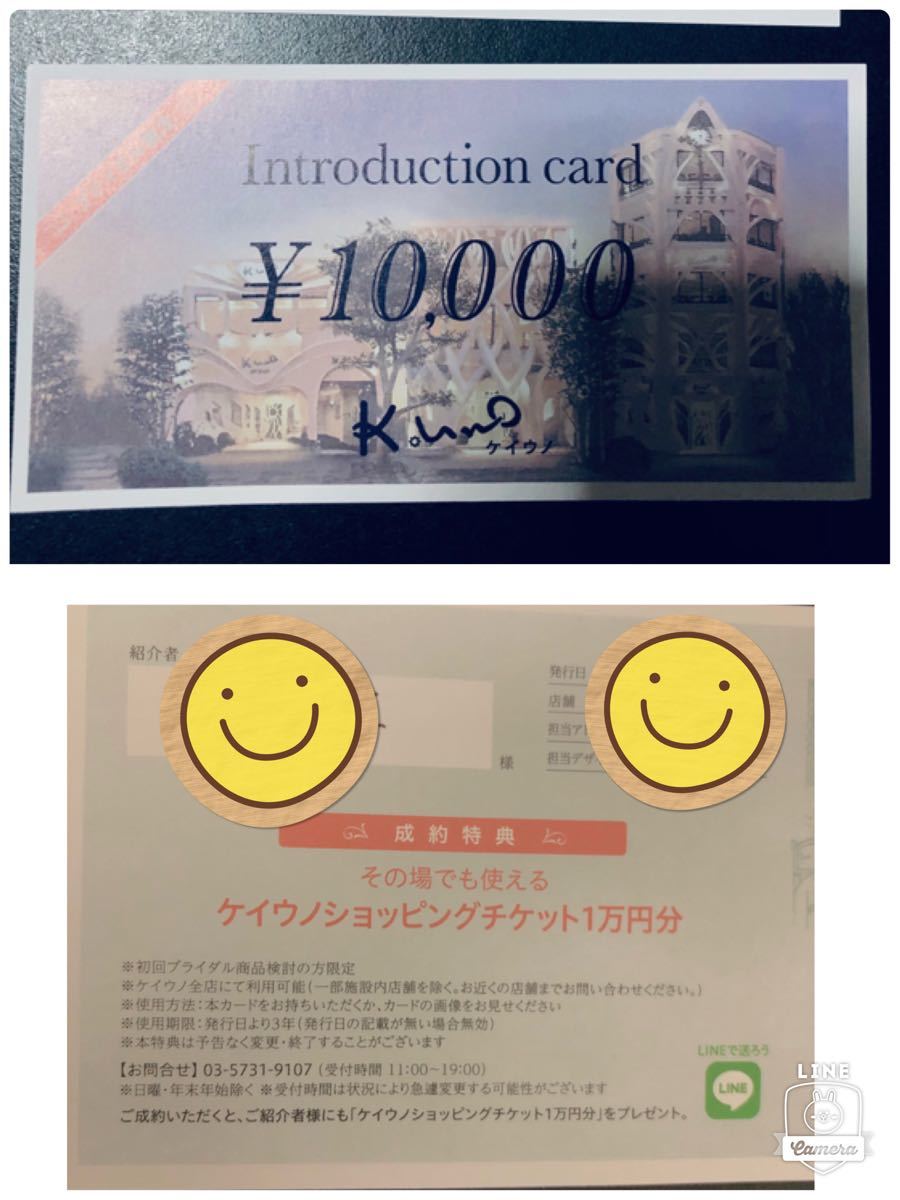 Introduction card
¥10,000
K.uno
ケイウノ
紹介者
様
発行日
店舗
担当ア
担当デザ
成約特典
その場でも使える
ケイウノショッピングチケット1万円分
※初回ブライダル商品検討の方限定
※ケイウノ全店にて利用可能（一部施設内店舗を除く。お近くの店舗までお問い合わせください。）
※使用方法：本カードをお持ちいただくか、カードの画像をお見せください
※使用期限：発行日より3年（発行日の記載が無い場合無効）
※本特典は予告なく変更・終了することがございます
【お問合せ】03-5731-9107（受付時間 11:00~19:00）
※日曜・年末年始除く ※受付時間は状況により急遽変更する可能性がございます
ご成約いただくと、ご紹介者様にも「ケイウノショッピングチケット1万円分」をプレゼント。
LINEで送ろう
LINE
LINE
Camera